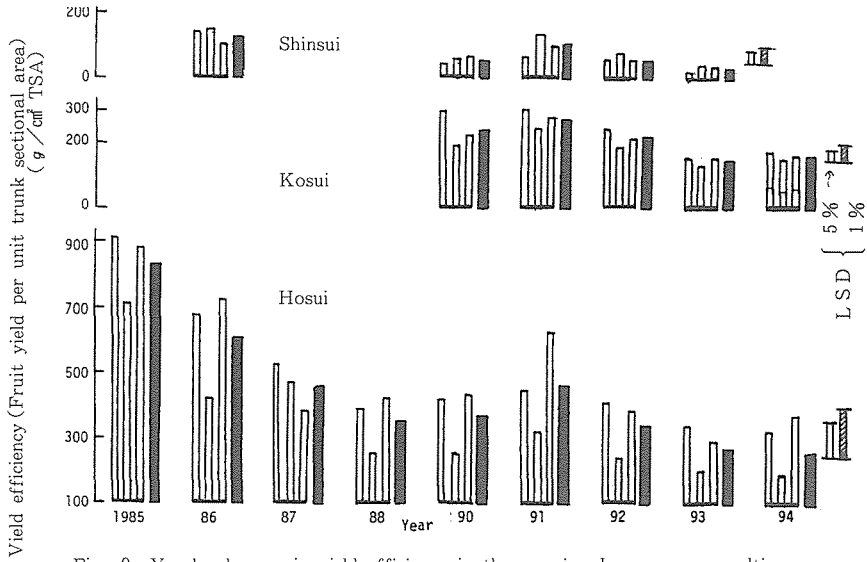 Yield efficiency (Fruit yield per unit trunk sectional area)
(g/㎠ TSA)
200
0
Shinsui
300
200
0
Kosui
900
700
500
300
100
Hosui
LSD { 5% 1%
1985 86 87 88 90 91 92 93 94
Year